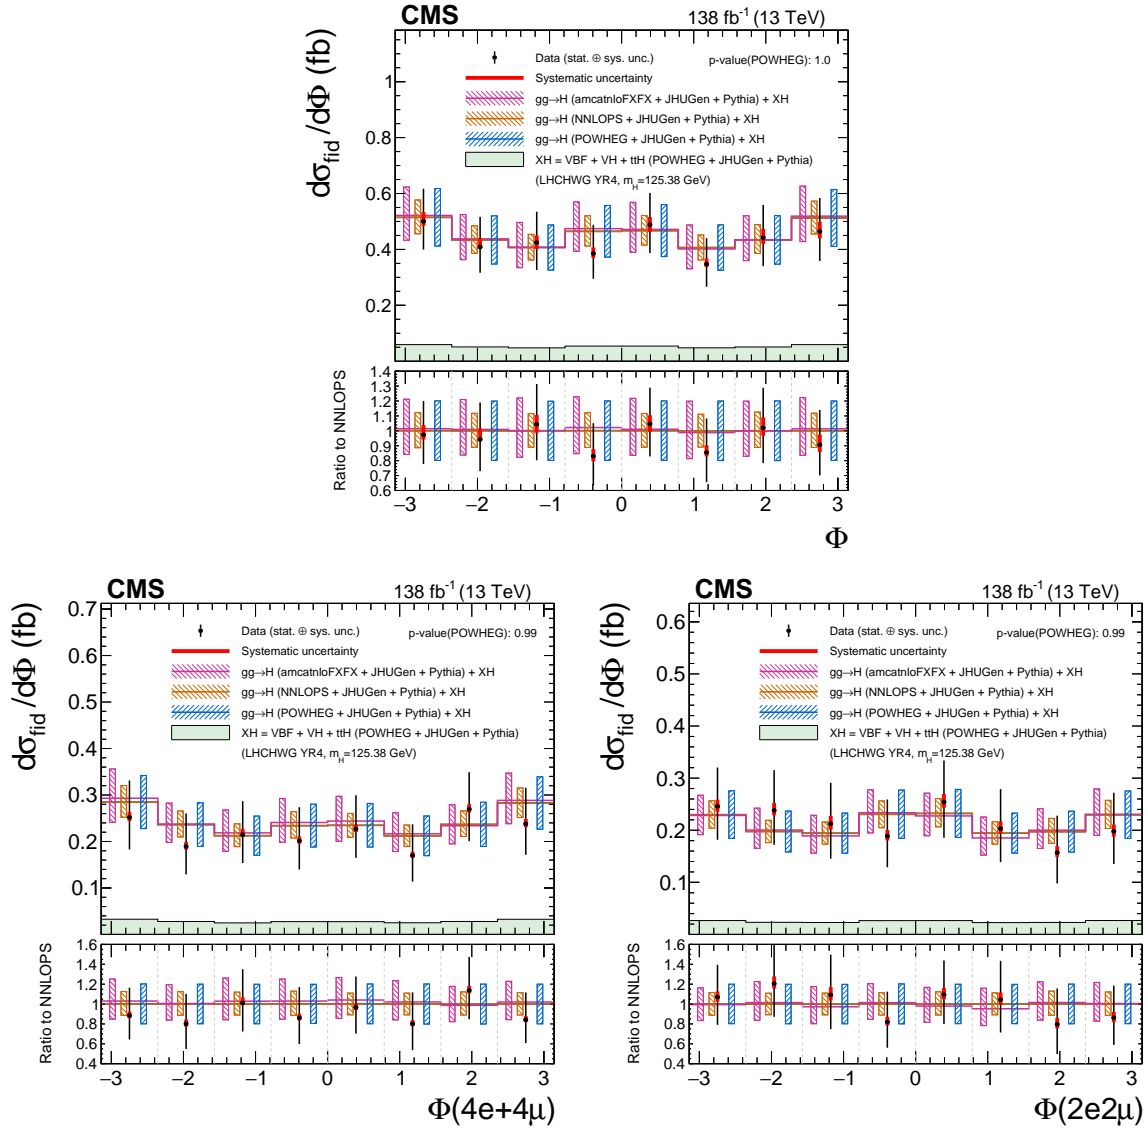 CMS 138 fb⁻¹ (13 TeV)
dσfid/dΦ (fb)
Data (stat. ⊕ sys. unc.) p-value(POWHEG): 1.0
Systematic uncertainty
gg→H (amcatnloFXFX + JHUGen + Pythia) + XH
gg→H (NNLOPS + JHUGen + Pythia) + XH
gg→H (POWHEG + JHUGen + Pythia) + XH
XH = VBF + VH + ttH (POWHEG + JHUGen + Pythia)
(LHCHWG YR4, mH=125.38 GeV)
1
0.8
0.6
0.4
0.2
Ratio to NNLOPS
1.4
1.3
1.2
1.1
1
0.9
0.8
0.7
0.6
−3 −2 −1 0 1 2 3
Φ
CMS 138 fb⁻¹ (13 TeV)
dσfid/dΦ (fb)
Data (stat. ⊕ sys. unc.) p-value(POWHEG): 0.99
Systematic uncertainty
gg→H (amcatnloFXFX + JHUGen + Pythia) + XH
gg→H (NNLOPS + JHUGen + Pythia) + XH
gg→H (POWHEG + JHUGen + Pythia) + XH
XH = VBF + VH + ttH (POWHEG + JHUGen + Pythia)
(LHCHWG YR4, mH=125.38 GeV)
0.7
0.6
0.5
0.4
0.3
0.2
0.1
Ratio to NNLOPS
1.6
1.4
1.2
1
0.8
0.6
0.4
−3 −2 −1 0 1 2 3
Φ(4e+4μ)
CMS 138 fb⁻¹ (13 TeV)
dσfid/dΦ (fb)
Data (stat. ⊕ sys. unc.) p-value(POWHEG): 0.99
Systematic uncertainty
gg→H (amcatnloFXFX + JHUGen + Pythia) + XH
gg→H (NNLOPS + JHUGen + Pythia) + XH
gg→H (POWHEG + JHUGen + Pythia) + XH
XH = VBF + VH + ttH (POWHEG + JHUGen + Pythia)
(LHCHWG YR4, mH=125.38 GeV)
0.6
0.5
0.4
0.3
0.2
0.1
Ratio to NNLOPS
1.6
1.4
1.2
1
0.8
0.6
0.4
−3 −2 −1 0 1 2 3
Φ(2e2μ)